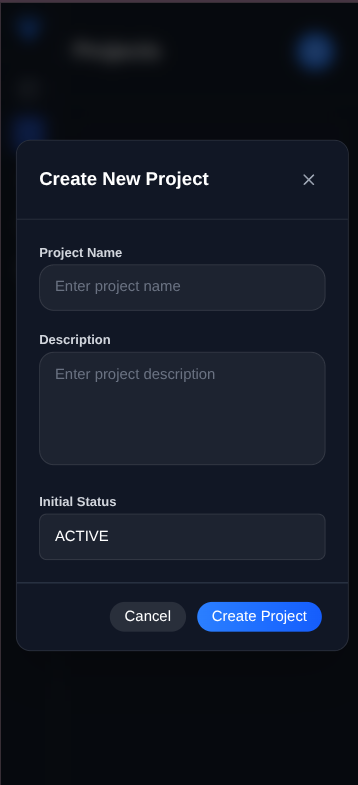 Projects
Create New Project
Project Name
Enter project name
Description
Enter project description
Initial Status
ACTIVE
Cancel
Create Project